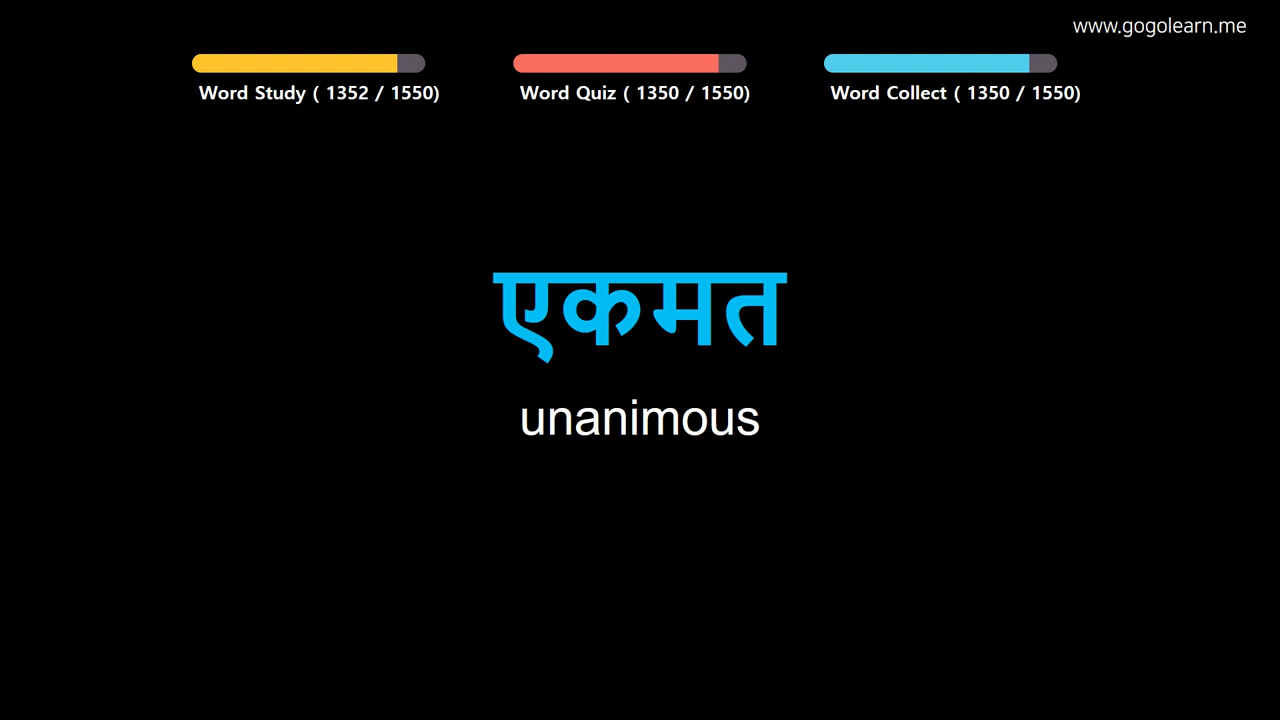 www.gogolearn.me
Word Study ( 1352 / 1550)
Word Quiz ( 1350 / 1550)
Word Collect ( 1350 / 1550)
एकमत
unanimous